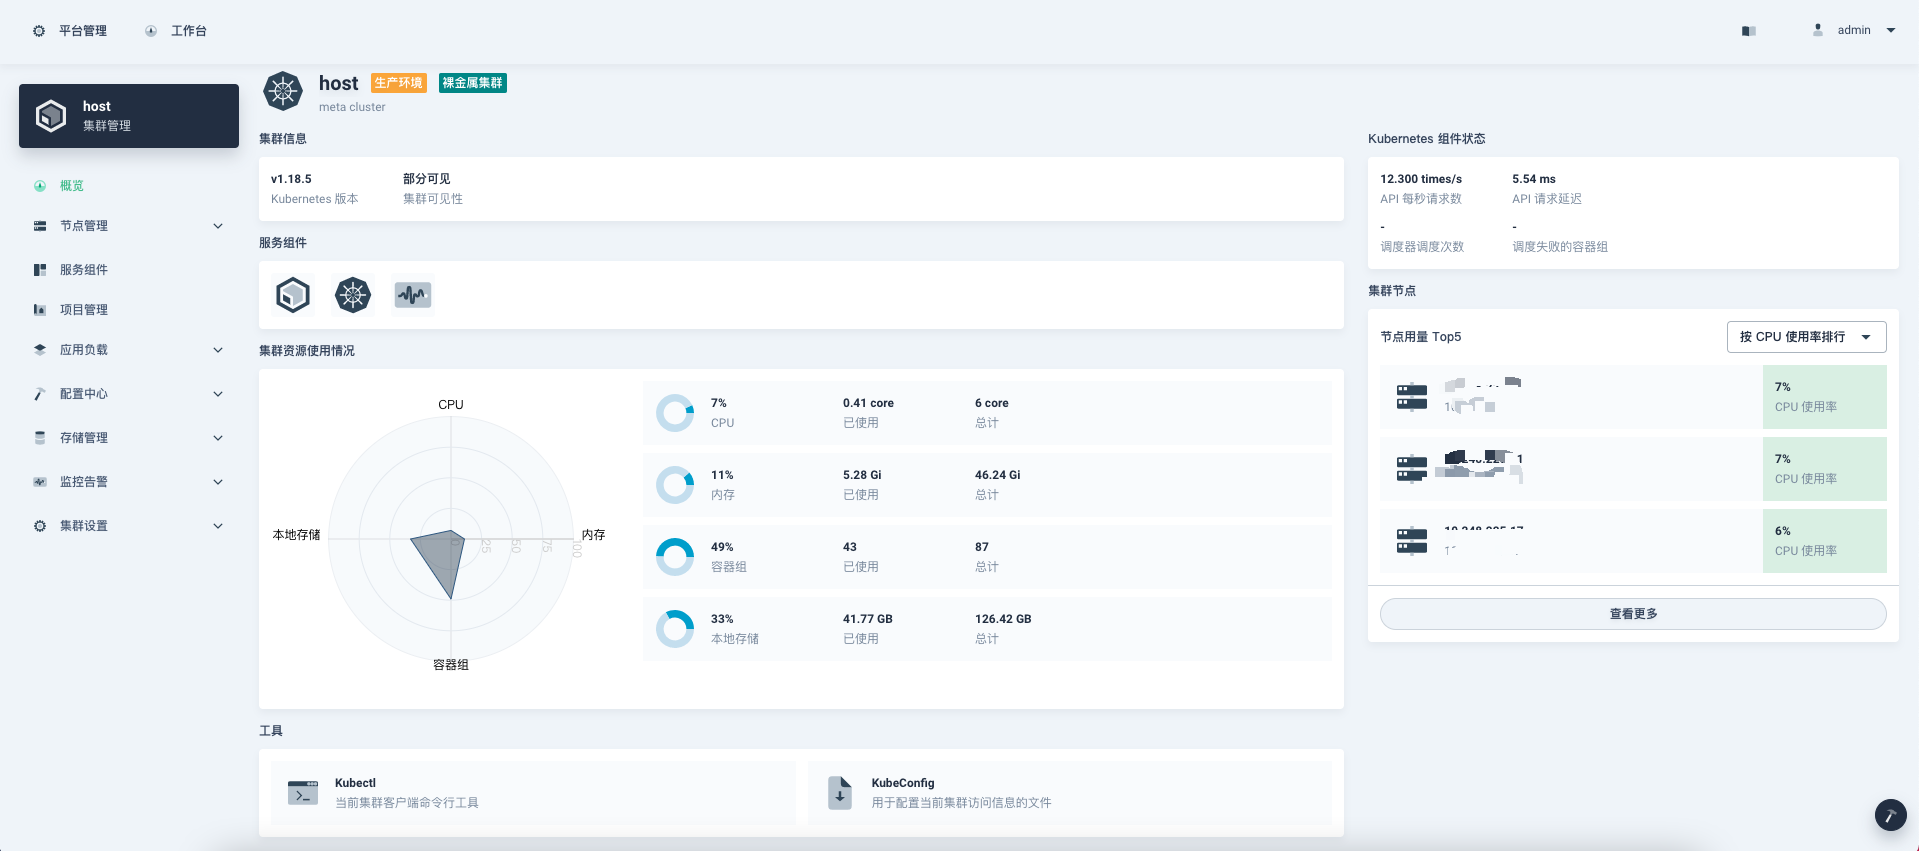 平台管理
工作台
admin
host
集群管理
概览
节点管理
服务组件
项目管理
应用负载
配置中心
存储管理
监控告警
集群设置
host 生产环境 裸金属集群
meta cluster
集群信息
v1.18.5
Kubernetes 版本
部分可见
集群可见性
服务组件
集群资源使用情况
CPU
内存
容器组
本地存储
0
25
50
75
100
7% 0.41 core 6 core
CPU 已使用 总计
11% 5.28 Gi 46.24 Gi
内存 已使用 总计
49% 43 87
容器组 已使用 总计
33% 41.77 GB 126.42 GB
本地存储 已使用 总计
工具
Kubectl
当前集群客户端命令行工具
KubeConfig
用于配置当前集群访问信息的文件
Kubernetes 组件状态
12.300 times/s 5.54 ms
API 每秒请求数 API 请求延迟
- -
调度器调度次数 调度失败的容器组
集群节点
节点用量 Top5
按 CPU 使用率排行
7%
CPU 使用率
7%
CPU 使用率
6%
CPU 使用率
查看更多